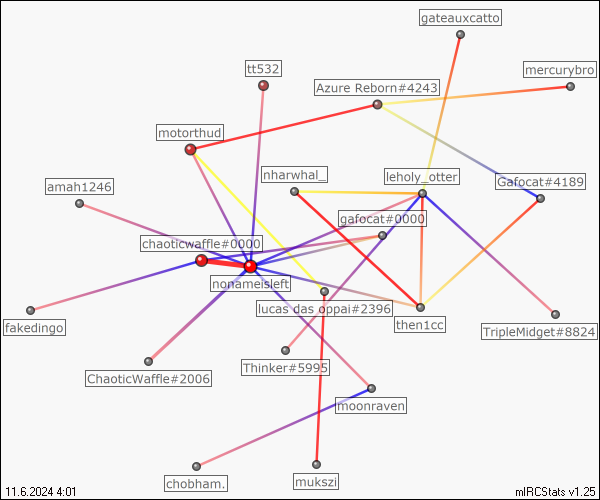 gateauxcatto
tt532
mercurybro
Azure Reborn#4243
motorthud
nharwhal_
leholy_otter
amah1246
Gafocat#4189
gafocat#0000
chaoticwaffle#0000
nonameisleft
lucas das oppai#2396
fakedingo
then1cc
TripleMidget#8824
Thinker#5995
ChaoticWaffle#2006
moonraven
chobham.
mukszi
11.6.2024 4:01
mIRCStats v1.25